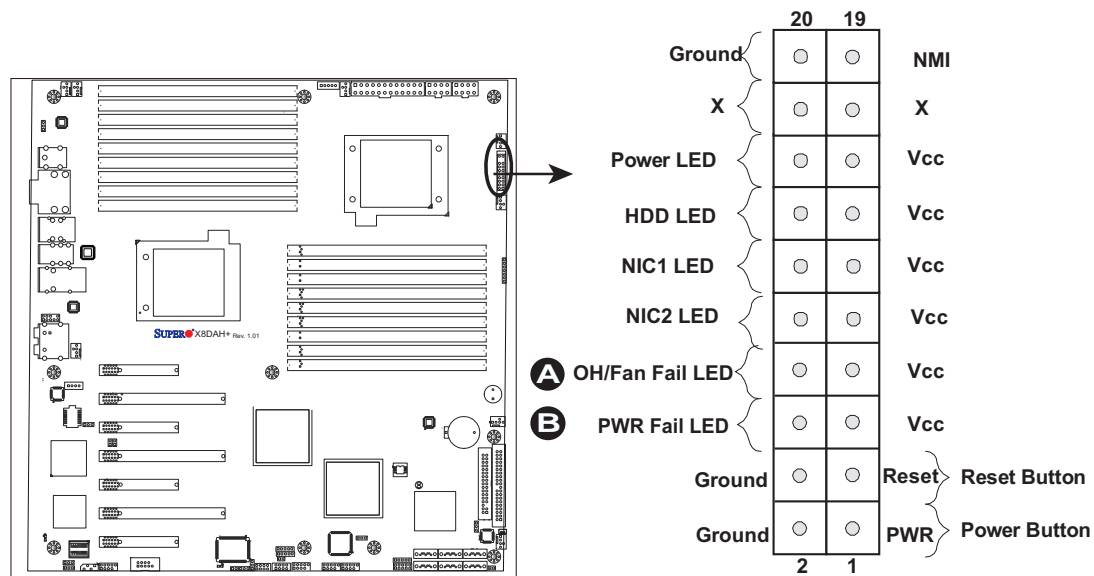 20 19
Ground NMI
X X
Power LED Vcc
HDD LED Vcc
NIC1 LED Vcc
NIC2 LED Vcc
A OH/Fan Fail LED Vcc
B PWR Fail LED Vcc
Ground Reset Reset Button
Ground PWR Power Button
2 1
SUPER X8DAH+ Rev. 1.01